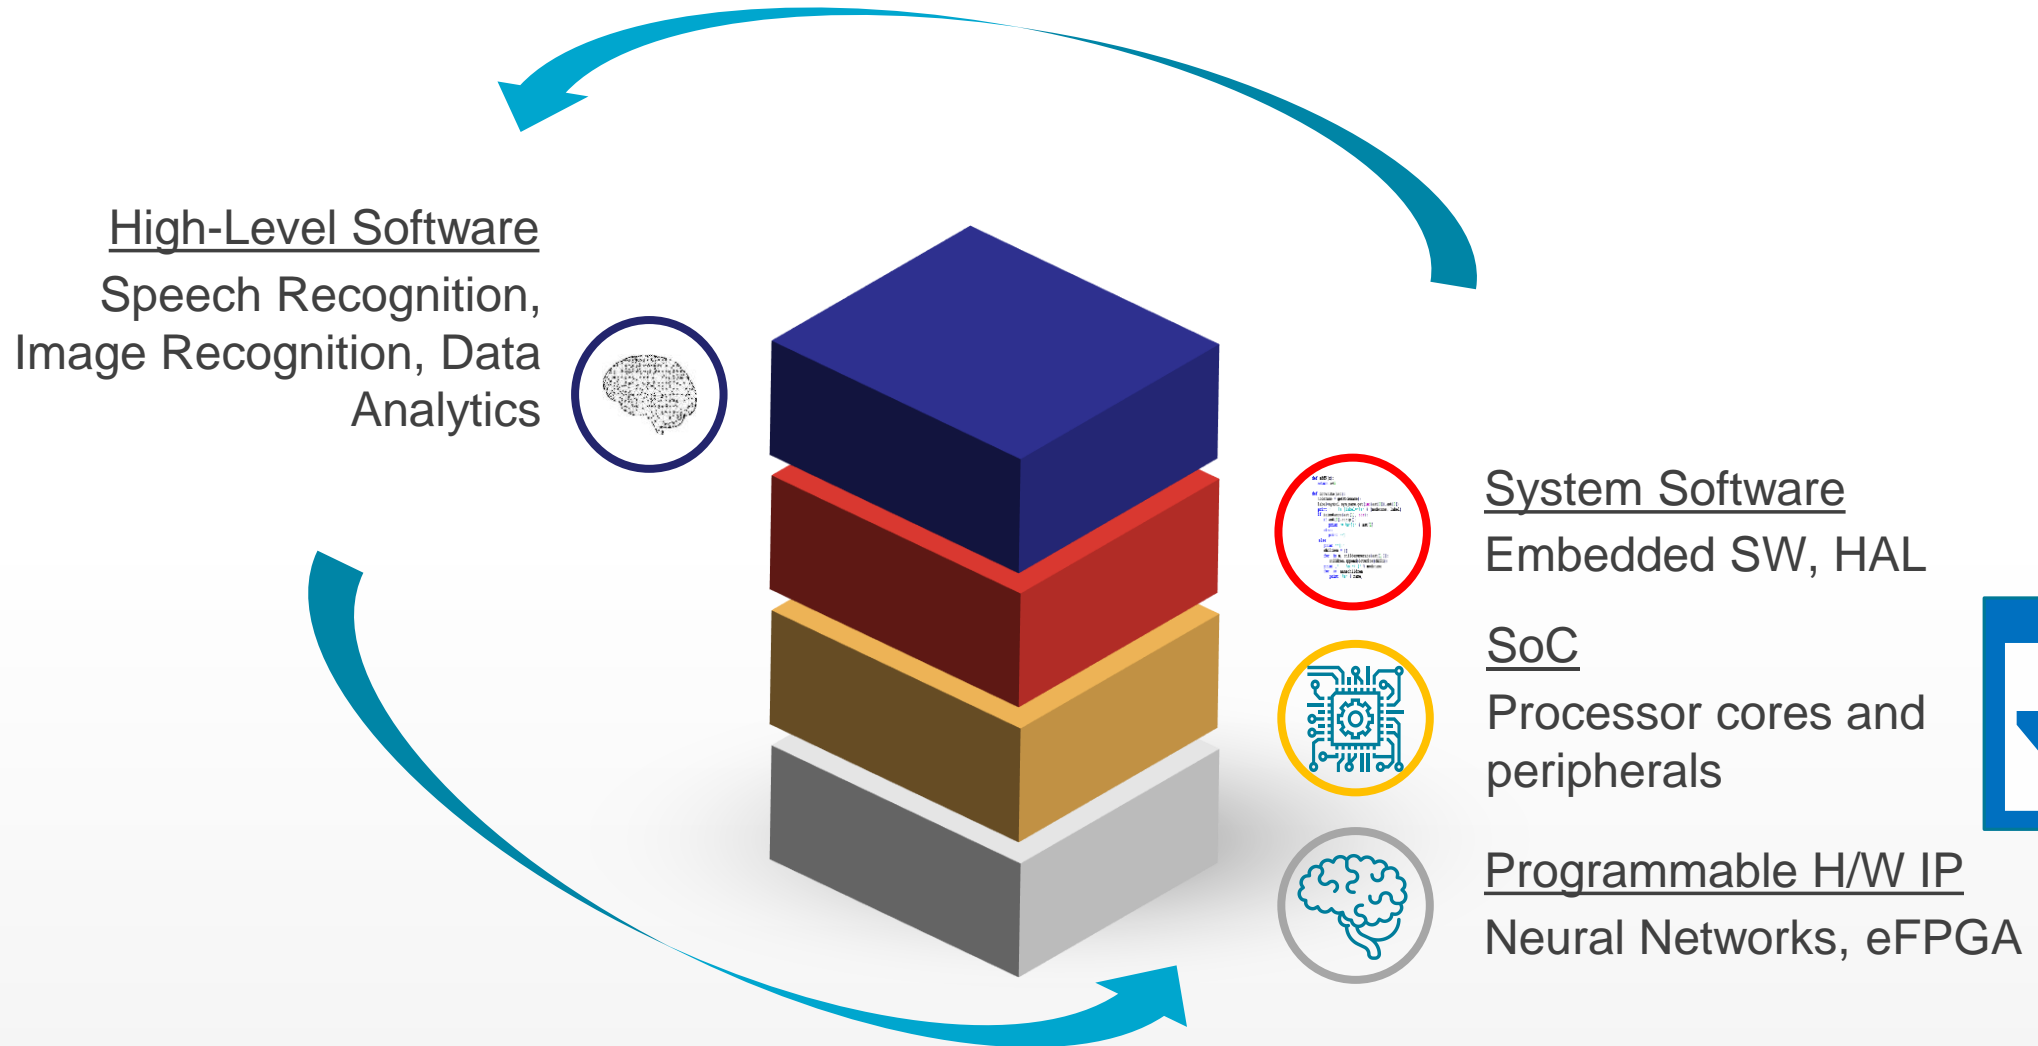 High-Level Software
Speech Recognition,
Image Recognition, Data
Analytics
System Software
Embedded SW, HAL
SoC
Processor cores and
peripherals
Programmable H/W IP
Neural Networks, eFPGA